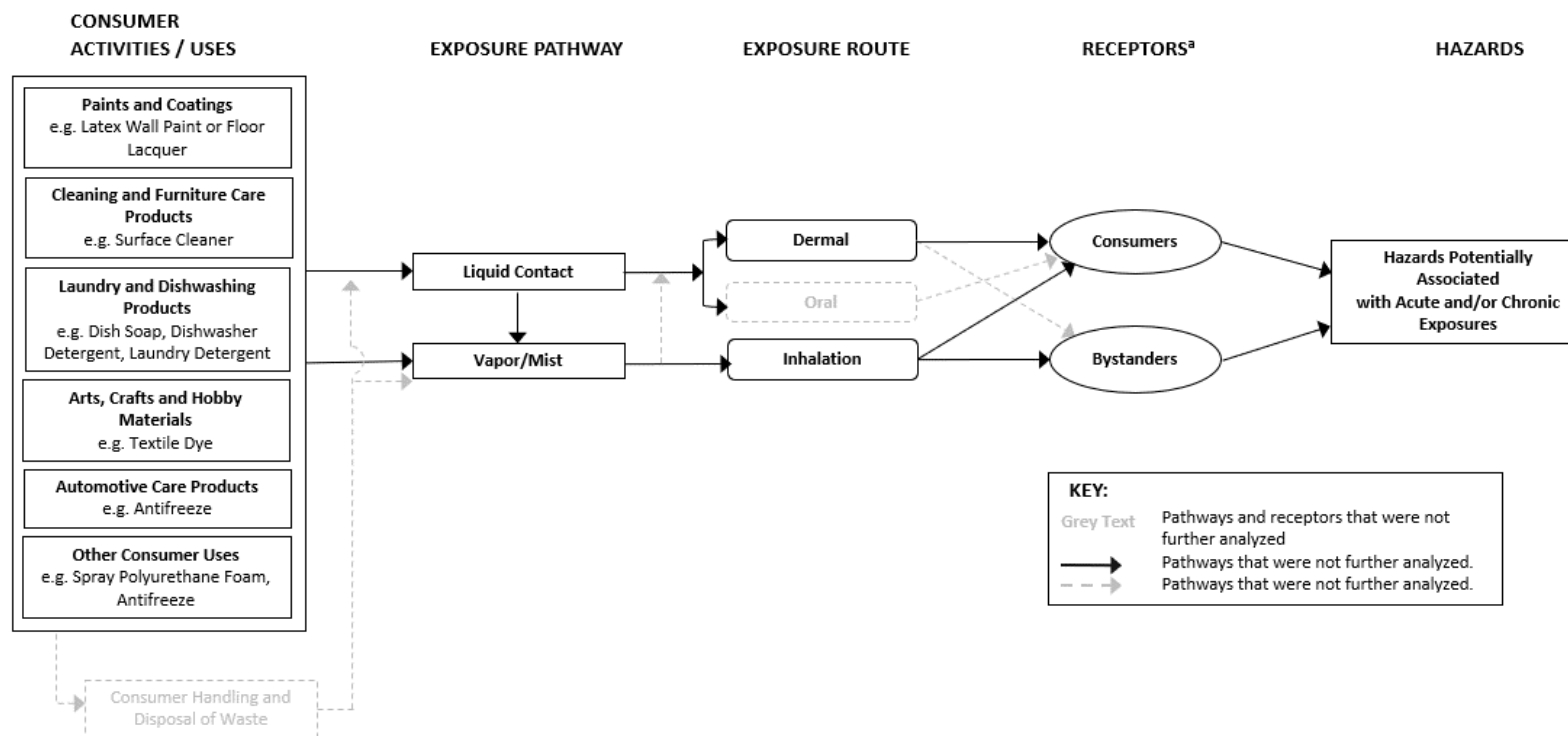 CONSUMER
ACTIVITIES / USES
EXPOSURE PATHWAY
EXPOSURE ROUTE
RECEPTORSª
HAZARDS
Paints and Coatings
e.g. Latex Wall Paint or Floor
Lacquer
Cleaning and Furniture Care
Products
e.g. Surface Cleaner
Laundry and Dishwashing
Products
e.g. Dish Soap, Dishwasher
Detergent, Laundry Detergent
Arts, Crafts and Hobby
Materials
e.g. Textile Dye
Automotive Care Products
e.g. Antifreeze
Other Consumer Uses
e.g. Spray Polyurethane Foam,
Antifreeze
Consumer Handling and
Disposal of Waste
Liquid Contact
Vapor/Mist
Dermal
Oral
Inhalation
Consumers
Bystanders
Hazards Potentially
Associated
with Acute and/or Chronic
Exposures
KEY:
Grey Text
Pathways and receptors that were not
further analyzed
Pathways that were not further analyzed.
Pathways that were not further analyzed.